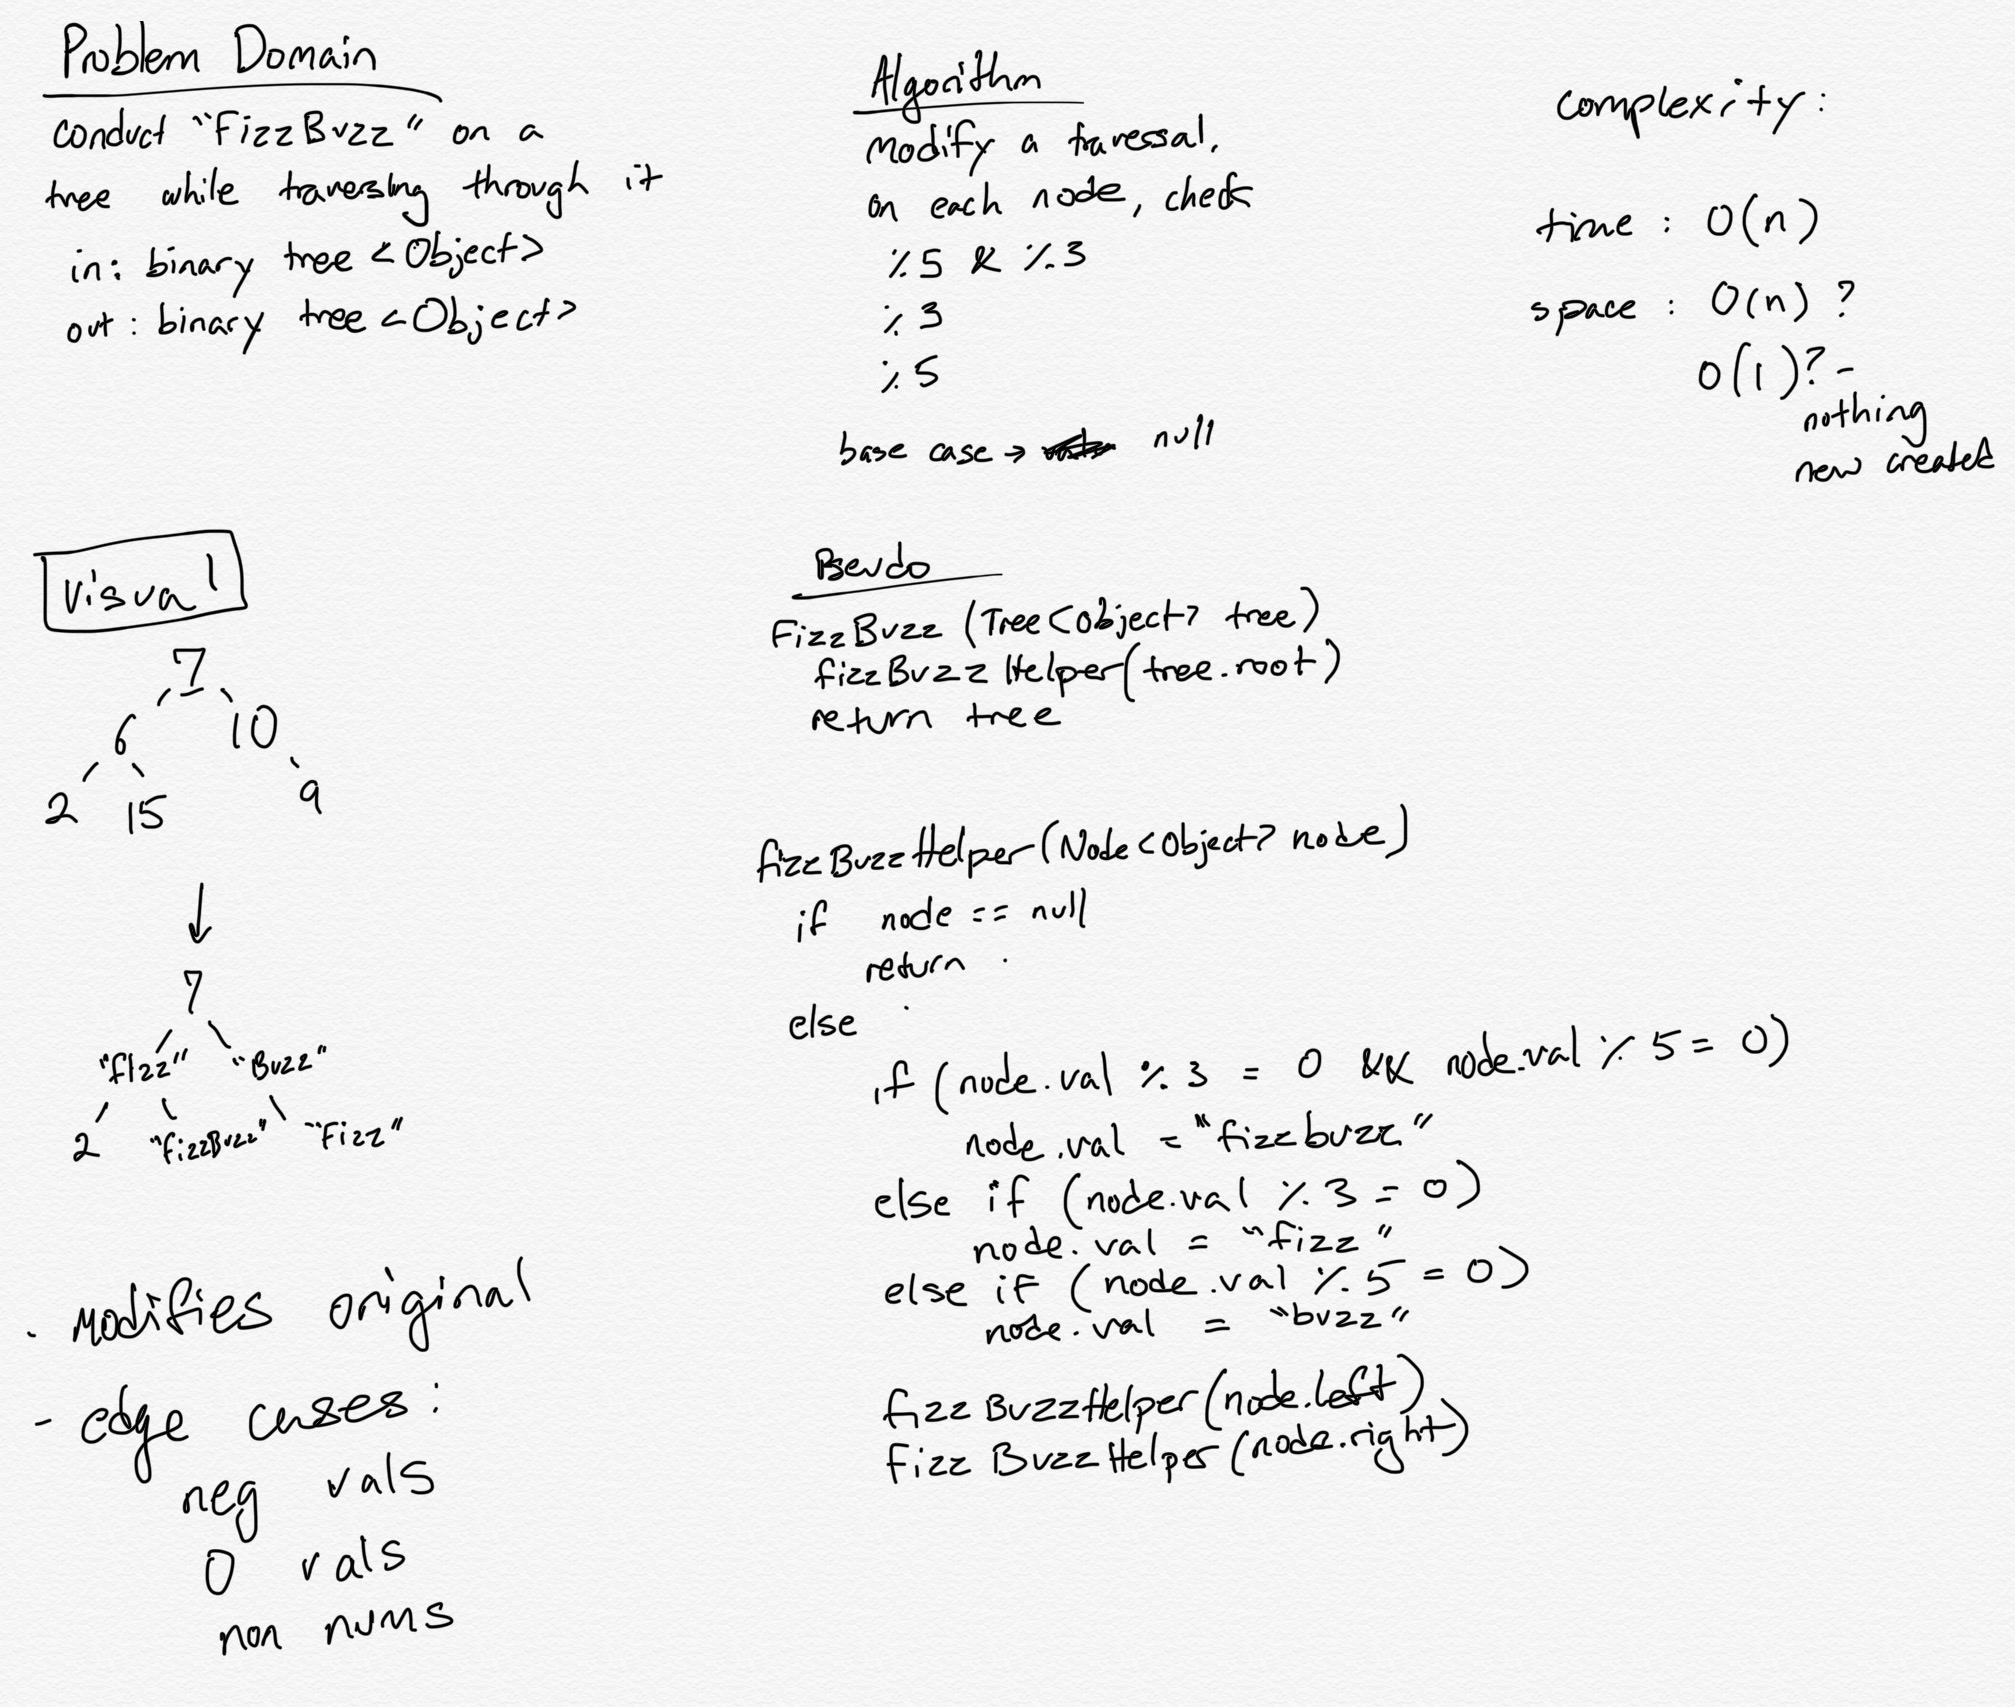 Problem Domain
conduct "FizzBuzz" on a
tree while traversing through it
in: binary tree <Object>
out: binary tree <Object>
Algorithm
modify a traversal.
on each node, check
%5 & %3
%3
%5
base case → null
complexity:
time: O(n)
space: O(n)?
O(1)? -
nothing
new created
Visual
7
6 10
2 15 9
↓
7
"fizz" "Buzz"
2 "fizzBuzz" "Fizz"
. modifies original
- edge cases:
neg vals
0 vals
non nums
Pseudo
FizzBuzz (Tree<Object> tree)
fizzBuzzHelper(tree.root)
return tree
fizzBuzzHelper(Node<Object> node)
if node == null
return
else
if (node.val % 3 = 0 && node.val % 5 = 0)
node.val = "fizzbuzz"
else if (node.val % 3 = 0)
node.val = "fizz"
else if (node.val % 5 = 0)
node.val = "buzz"
fizzBuzzHelper(node.left)
fizzBuzzHelper(node.right)